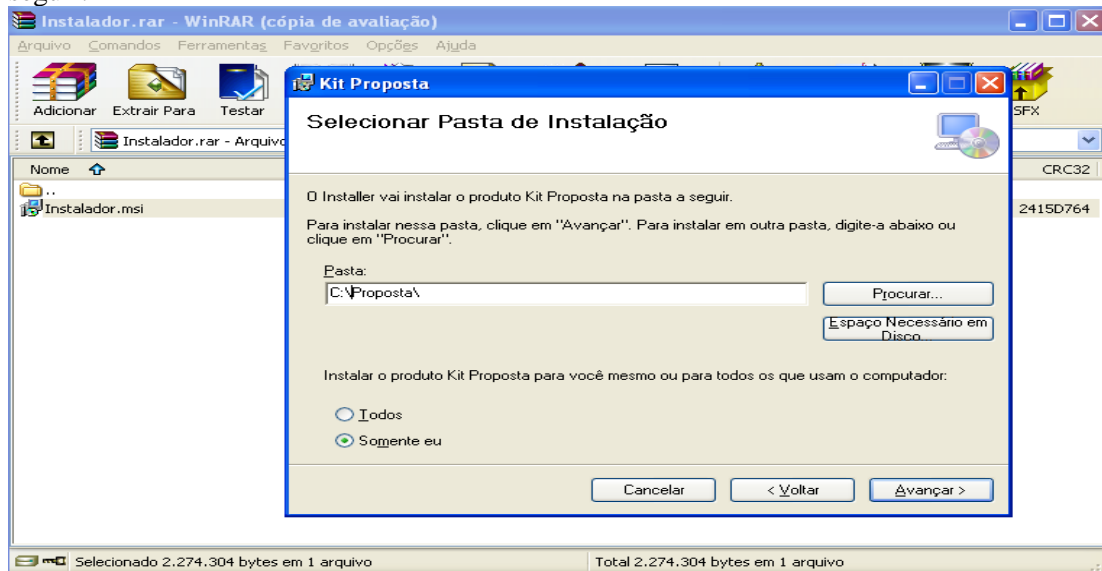 Instalador.rar - WinRAR (cópia de avaliação)
Arquivo Comandos Ferramentas Favoritos Opções Ajuda
Adicionar Extrair Para Testar SFX
Instalador.rar - Arquivo
Nome CRC32
..
Instalador.msi 2415D764
Kit Proposta
Selecionar Pasta de Instalação
O Installer vai instalar o produto Kit Proposta na pasta a seguir.
Para instalar nessa pasta, clique em "Avançar". Para instalar em outra pasta, digite-a abaixo ou
clique em "Procurar".
Pasta:
C:\Proposta\
Procurar...
Espaço Necessário em
Disco...
Instalar o produto Kit Proposta para você mesmo ou para todos os que usam o computador:
Todos
Somente eu
Cancelar < Voltar Avançar >
Selecionado 2.274.304 bytes em 1 arquivo Total 2.274.304 bytes em 1 arquivo